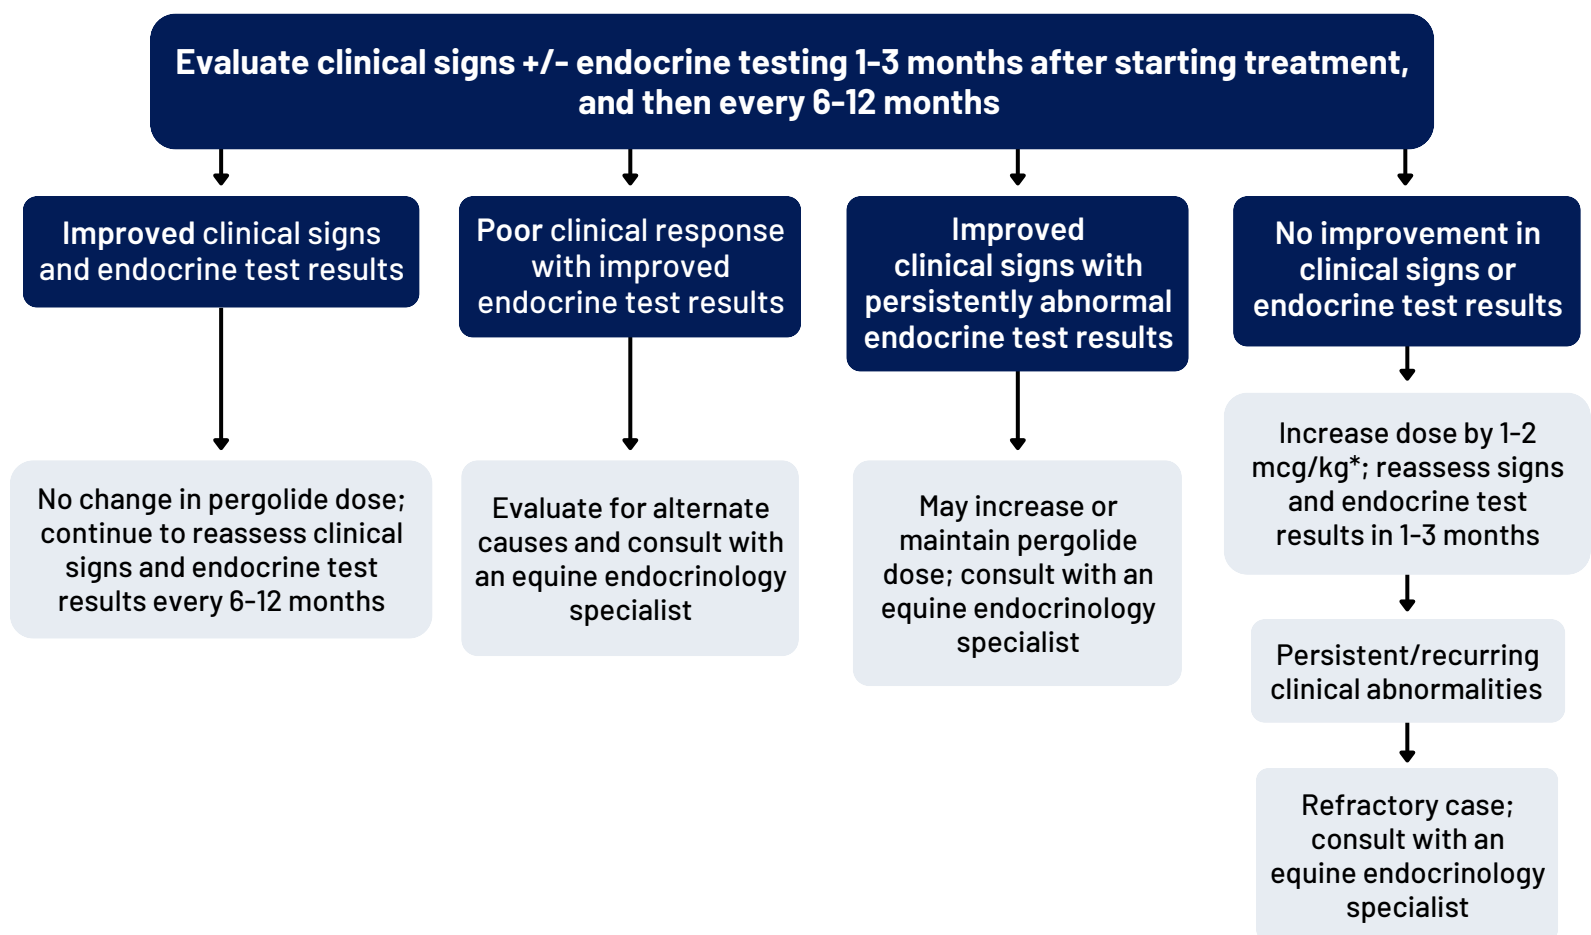 Evaluate clinical signs +/- endocrine testing 1-3 months after starting treatment,
and then every 6-12 months
Improved clinical signs
and endocrine test results
No change in pergolide dose;
continue to reassess clinical
signs and endocrine test
results every 6-12 months
Poor clinical response
with improved
endocrine test results
Evaluate for alternate
causes and consult with
an equine endocrinology
specialist
Improved
clinical signs with
persistently abnormal
endocrine test results
May increase or
maintain pergolide
dose; consult with an
equine endocrinology
specialist
No improvement in
clinical signs or
endocrine test results
Increase dose by 1-2
mcg/kg*; reassess signs
and endocrine test
results in 1-3 months
Persistent/recurring
clinical abnormalities
Refractory case;
consult with an
equine endocrinology
specialist